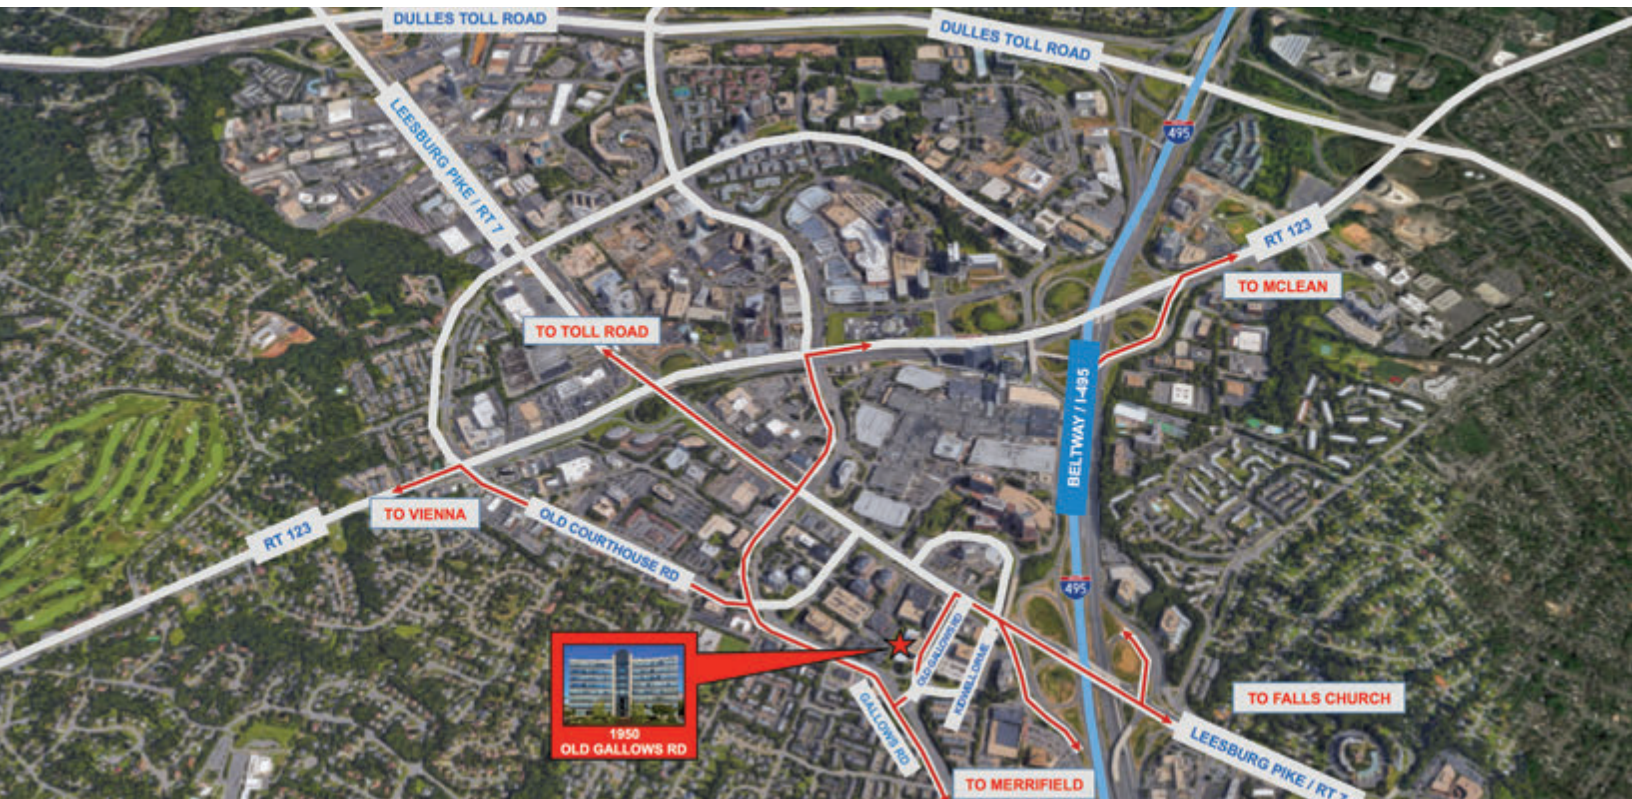 DULLES TOLL ROAD
DULLES TOLL ROAD
LEESBURG PIKE / RT 7
495
RT 123
TO MCLEAN
TO TOLL ROAD
BELTWAY / I-495
TO VIENNA
RT 123
OLD COURTHOUSE RD
495
OLD GALLOWS RD
KIDWELL DRIVE
1950
OLD GALLOWS RD
GALLOWS RD
TO FALLS CHURCH
LEESBURG PIKE / RT 7
TO MERRIFIELD